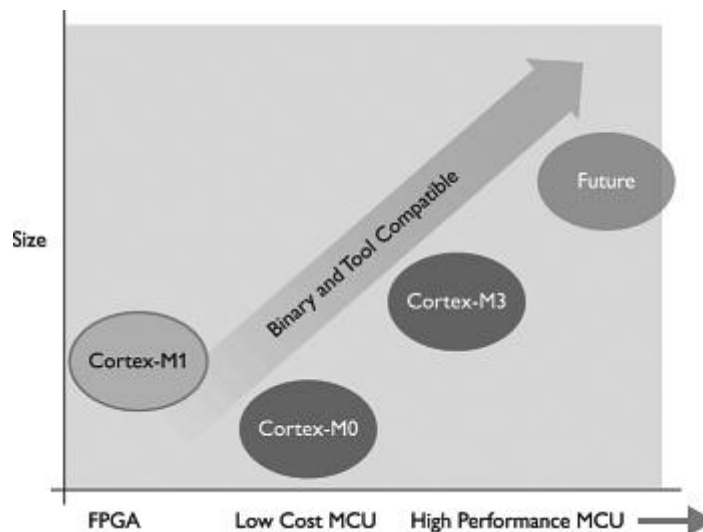 Future
Size
Binary and Tool Compatible
Cortex-M3
Cortex-M1
Cortex-M0
FPGA Low Cost MCU High Performance MCU